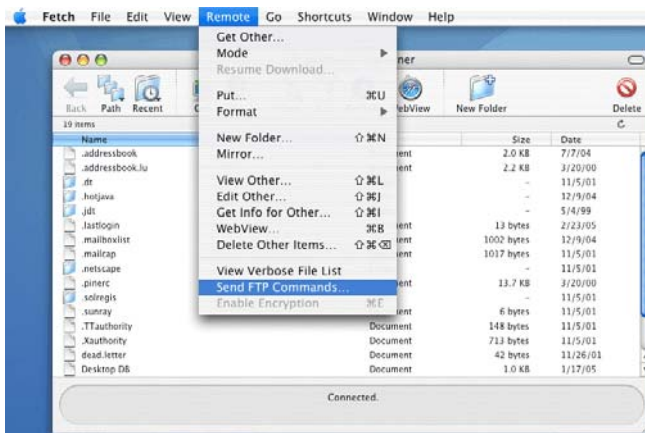 Fetch File Edit View Remote Go Shortcuts Window Help
Get Other...
Mode
Resume Download...
Put... ⌘U
Format
New Folder... ⇧⌘N
Mirror...
View Other... ⇧⌘L
Edit Other... ⇧⌘J
Get Info for Other... ⇧⌘I
WebView... ⌘B
Delete Other Items... ⇧⌘⌫
View Verbose File List
Send FTP Commands...
Enable Encryption ⌘E
Back Path Recent New Folder Delete
19 items
Name Size Date
.addressbook 2.0 KB 7/7/04
.addressbook.lu 2.2 KB 3/20/00
.dt - 11/5/01
.hotjava - 12/9/04
.jdt - 5/4/99
.lastlogin 13 bytes 2/23/05
.mailboxlist 1002 bytes 12/9/04
.mailcap 1017 bytes 11/5/01
.netscape - 11/5/01
.pinerc 13.7 KB 3/20/00
.solregis - 11/5/01
.sunray 6 bytes 11/5/01
.TTauthority Document 148 bytes 11/5/01
.Xauthority Document 713 bytes 11/5/01
dead.letter Document 42 bytes 11/26/01
Desktop DB Document 1.0 KB 1/17/05
Connected.